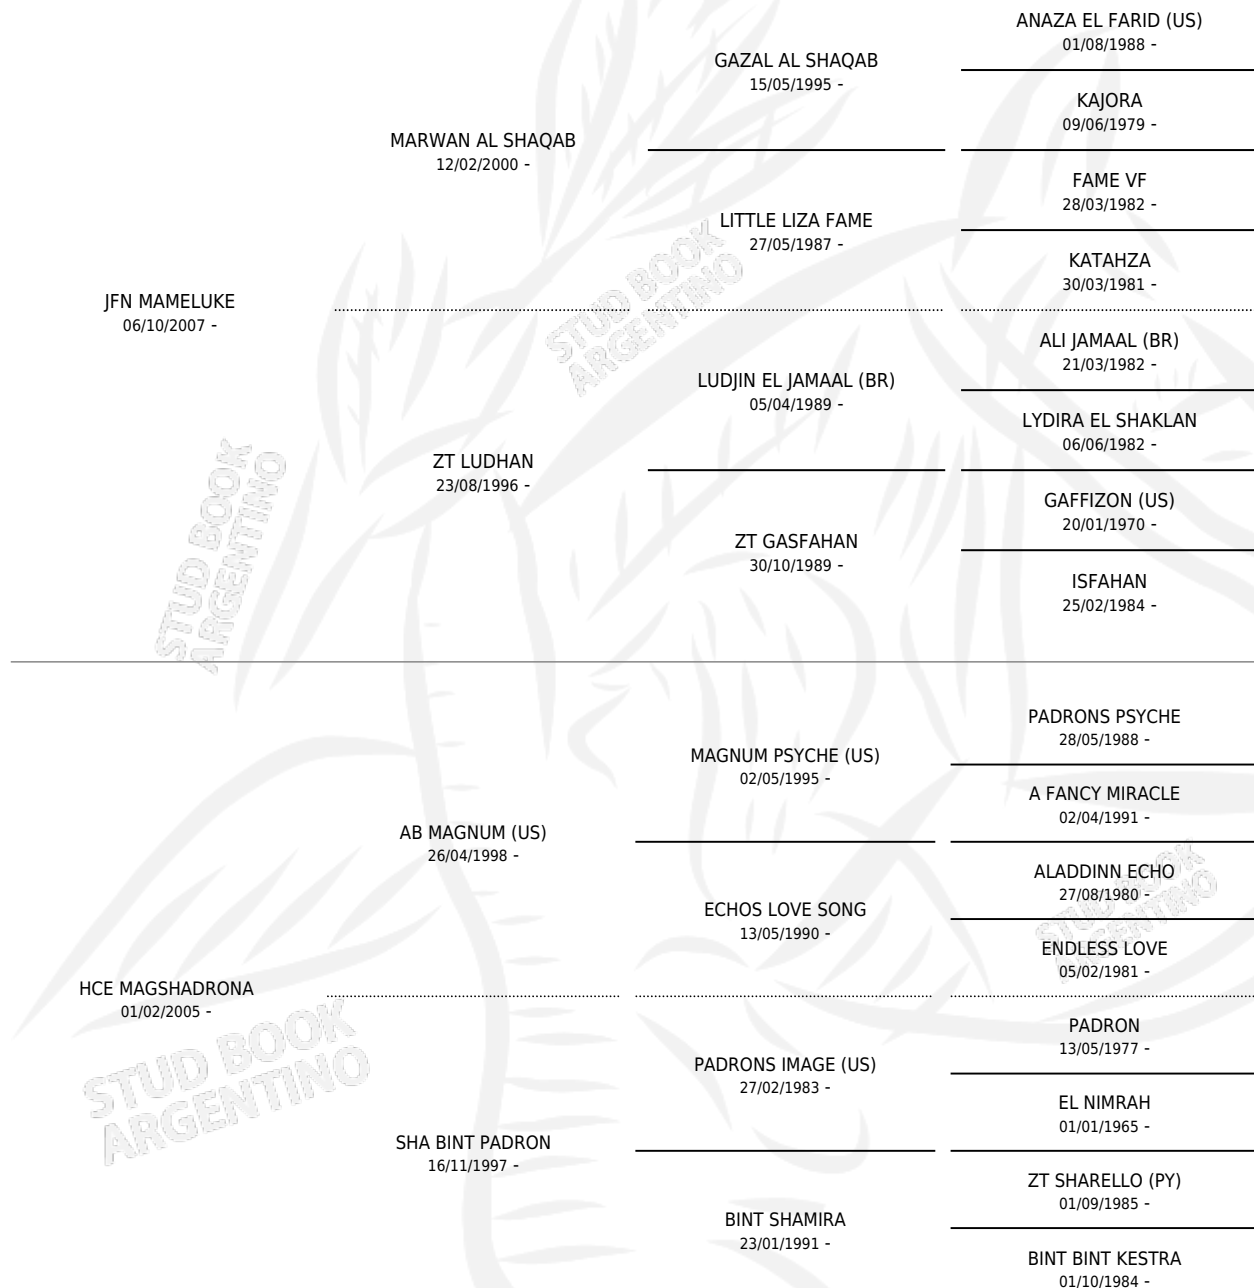 ANAZA EL FARID (US)
01/08/1988 -
GAZAL AL SHAQAB
15/05/1995 -
KAJORA
09/06/1979 -
MARWAN AL SHAQAB
12/02/2000 -
FAME VF
28/03/1982 -
LITTLE LIZA FAME
27/05/1987 -
KATAHZA
30/03/1981 -
JFN MAMELUKE
06/10/2007 -
ALI JAMAAL (BR)
21/03/1982 -
LUDJIN EL JAMAAL (BR)
05/04/1989 -
LYDIRA EL SHAKLAN
06/06/1982 -
ZT LUDHAN
23/08/1996 -
GAFFIZON (US)
20/01/1970 -
ZT GASFAHAN
30/10/1989 -
ISFAHAN
25/02/1984 -
PADRONS PSYCHE
28/05/1988 -
MAGNUM PSYCHE (US)
02/05/1995 -
A FANCY MIRACLE
02/04/1991 -
AB MAGNUM (US)
26/04/1998 -
ALADDINN ECHO
27/08/1980 -
ECHOS LOVE SONG
13/05/1990 -
ENDLESS LOVE
05/02/1981 -
HCE MAGSHADRONA
01/02/2005 -
PADRON
13/05/1977 -
PADRONS IMAGE (US)
27/02/1983 -
EL NIMRAH
01/01/1965 -
SHA BINT PADRON
16/11/1997 -
ZT SHARELLO (PY)
01/09/1985 -
BINT SHAMIRA
23/01/1991 -
BINT BINT KESTRA
01/10/1984 -
STUD BOOK
ARGENTINO
STUD BOOK
ARGENTINO
STUD BOOK
ARGENTINO
STUD BOOK
ARGENTINO